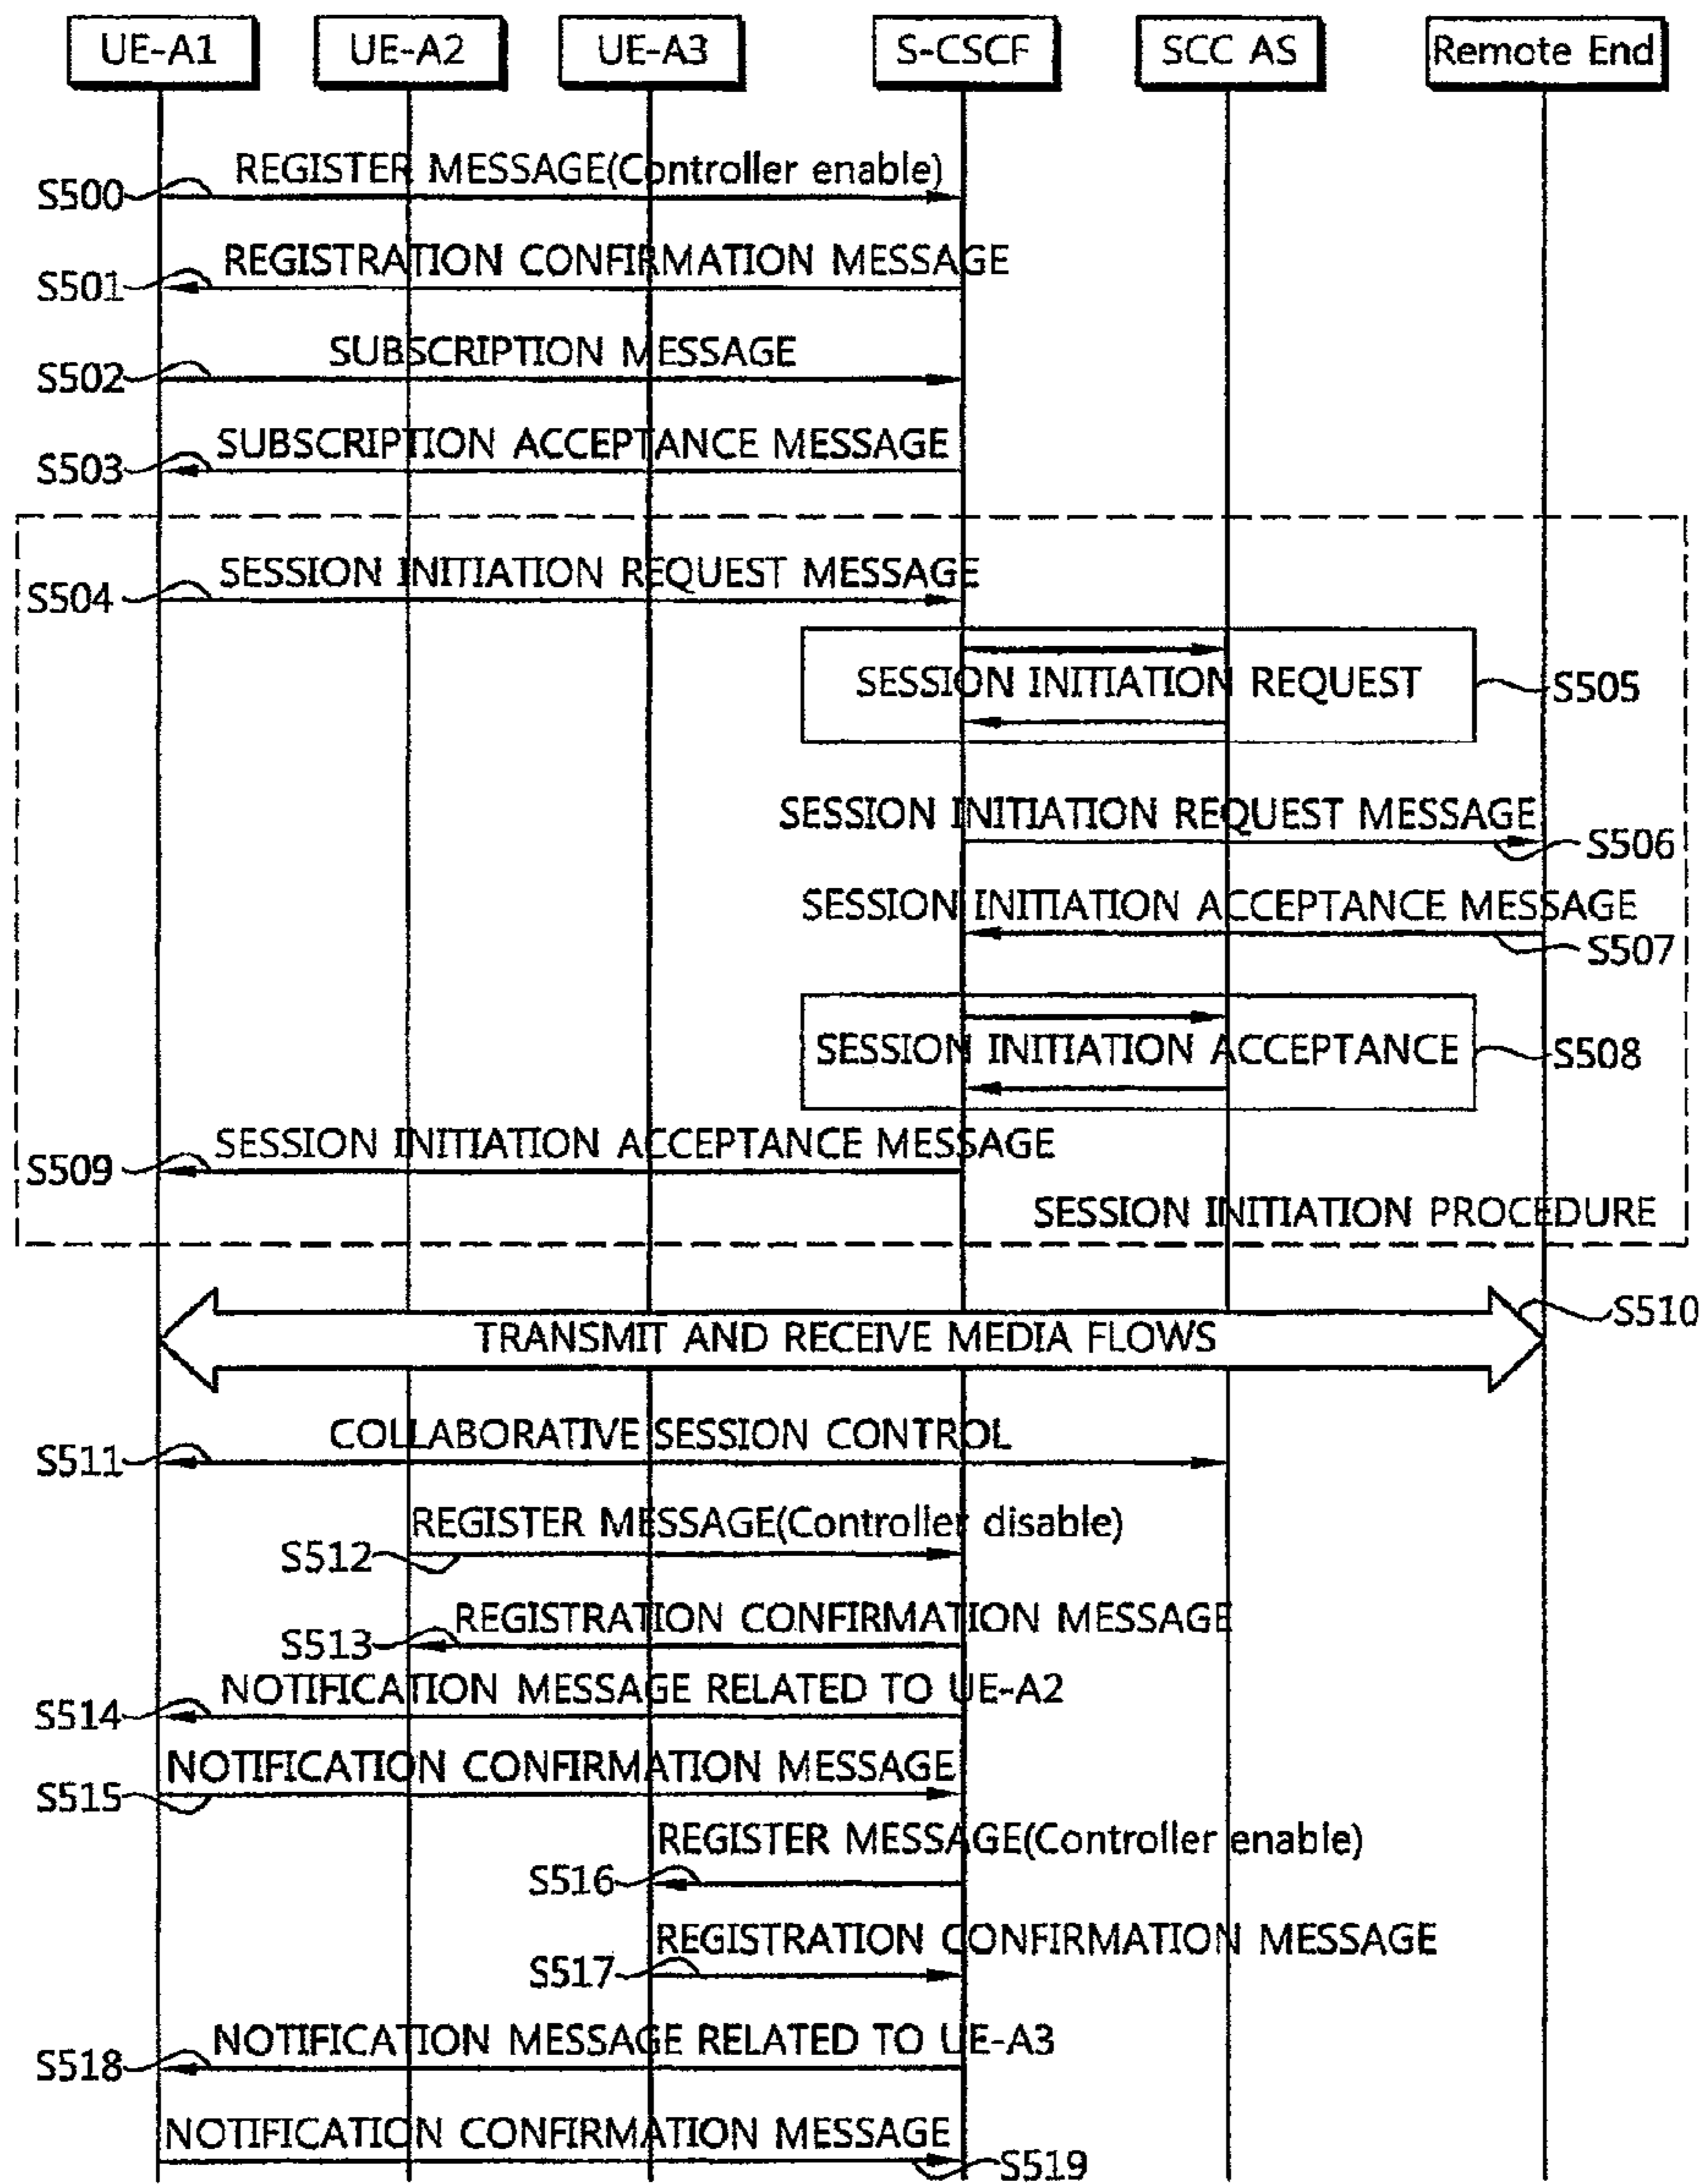 UE-A1 UE-A2 UE-A3 S-CSCF SCC AS Remote End
REGISTER MESSAGE(Controller enable)
S500
REGISTRATION CONFIRMATION MESSAGE
S501
SUBSCRIPTION MESSAGE
S502
SUBSCRIPTION ACCEPTANCE MESSAGE
S503
SESSION INITIATION REQUEST MESSAGE
S504
SESSION INITIATION REQUEST
S505
SESSION INITIATION REQUEST MESSAGE
S506
SESSION INITIATION ACCEPTANCE MESSAGE
S507
SESSION INITIATION ACCEPTANCE
S508
SESSION INITIATION ACCEPTANCE MESSAGE
S509
SESSION INITIATION PROCEDURE
S510
TRANSMIT AND RECEIVE MEDIA FLOWS
COLLABORATIVE SESSION CONTROL
S511
REGISTER MESSAGE(Controller disable)
S512
REGISTRATION CONFIRMATION MESSAGE
S513
NOTIFICATION MESSAGE RELATED TO UE-A2
S514
NOTIFICATION CONFIRMATION MESSAGE
S515
REGISTER MESSAGE(Controller enable)
S516
REGISTRATION CONFIRMATION MESSAGE
S517
NOTIFICATION MESSAGE RELATED TO UE-A3
S518
NOTIFICATION CONFIRMATION MESSAGE
S519